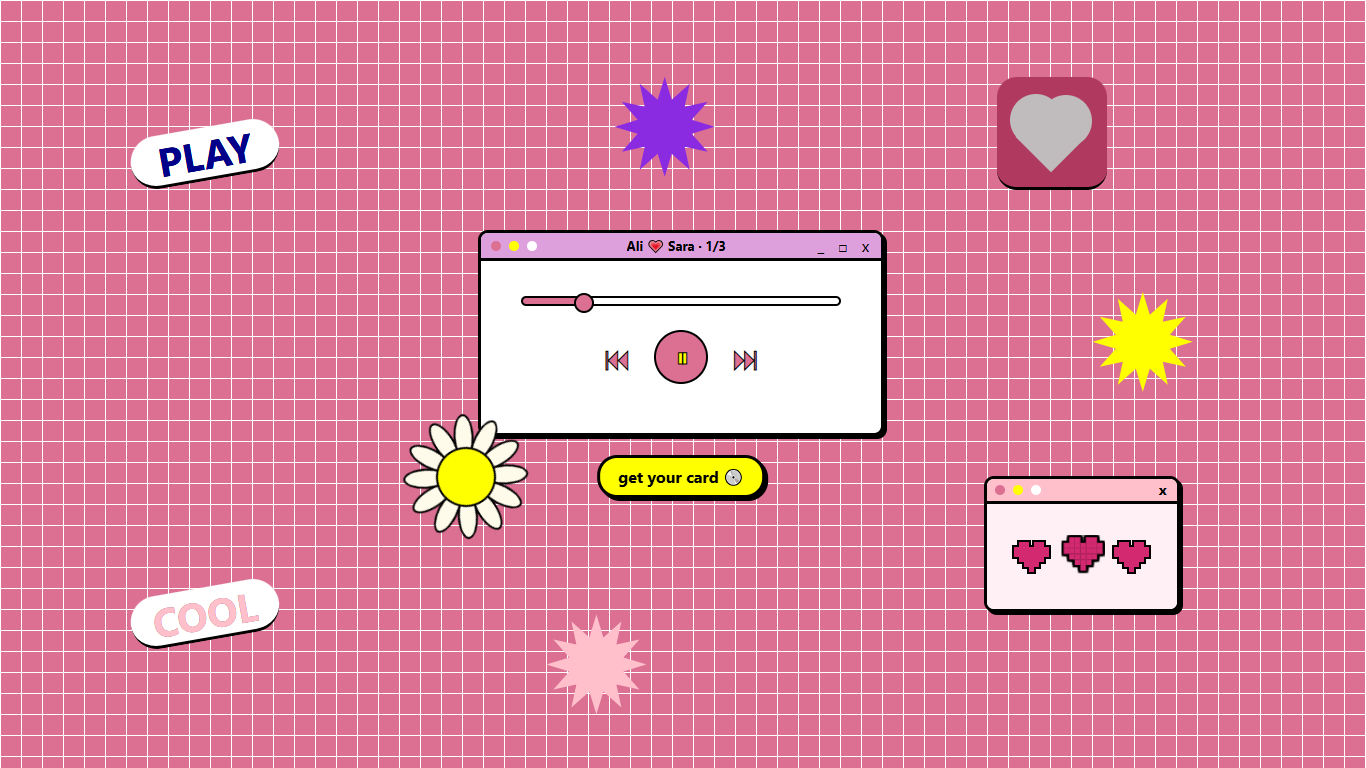 PLAY
Ali 💗 Sara · 1/3
_ □ x
get your card 💿
x
COOL